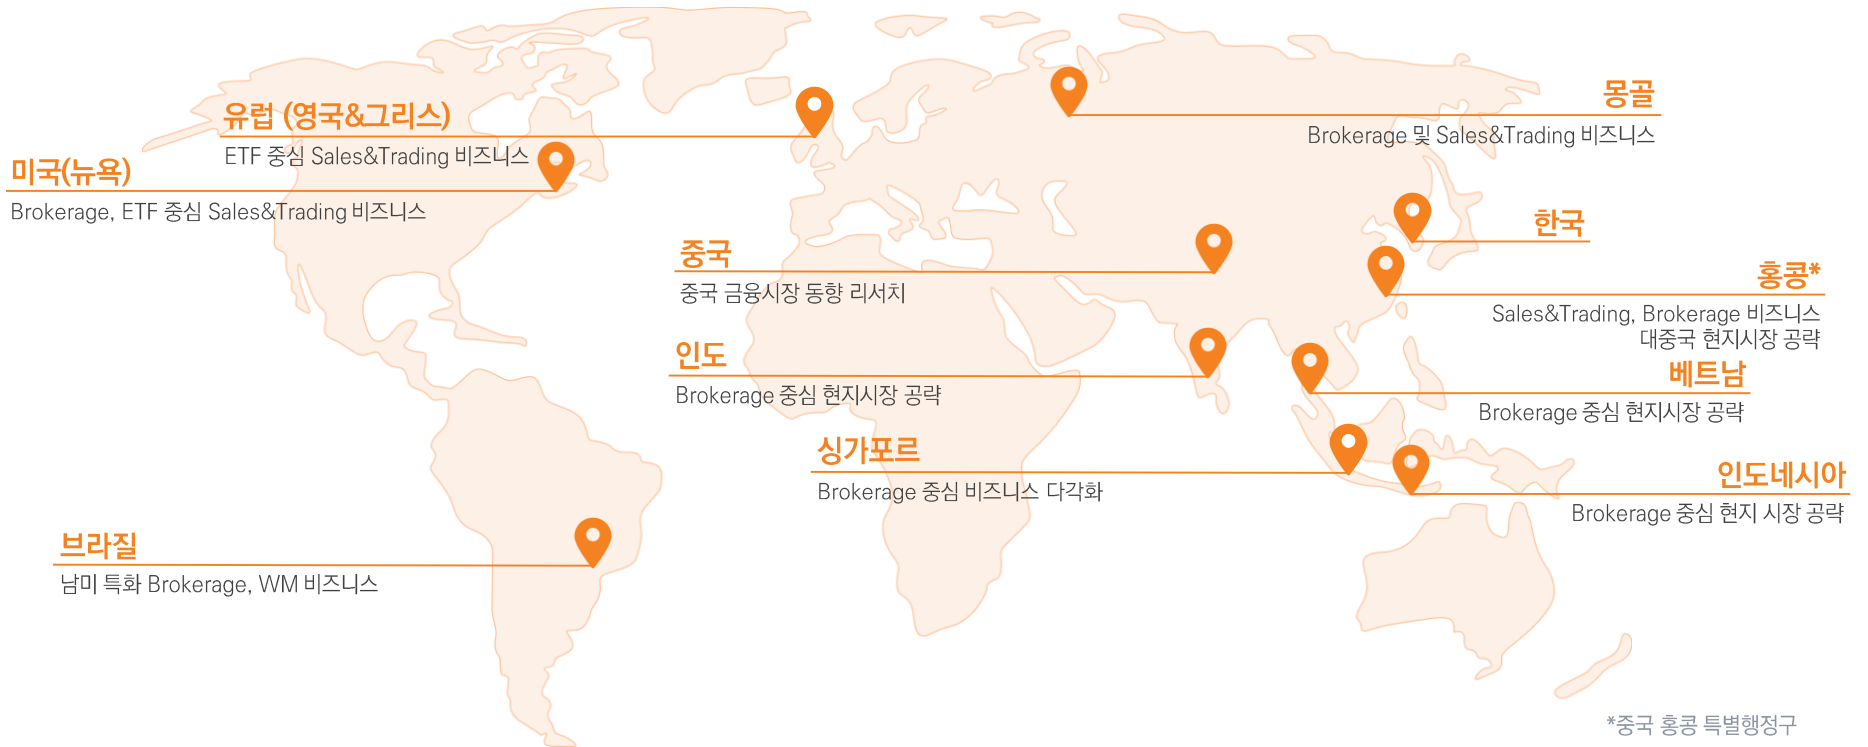 유럽 (영국&그리스)
ETF 중심 Sales&Trading 비즈니스
미국(뉴욕)
Brokerage, ETF 중심 Sales&Trading 비즈니스
몽골
Brokerage 및 Sales&Trading 비즈니스
한국
중국
중국 금융시장 동향 리서치
홍콩*
Sales&Trading, Brokerage 비즈니스
대중국 현지시장 공략
인도
Brokerage 중심 현지시장 공략
베트남
Brokerage 중심 현지시장 공략
싱가포르
Brokerage 중심 비즈니스 다각화
인도네시아
Brokerage 중심 현지 시장 공략
브라질
남미 특화 Brokerage, WM 비즈니스
*중국 홍콩 특별행정구